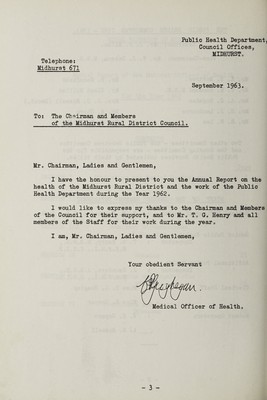 Public Health Department,
Council Offices,
MIDHURST.
Telephone:
Midhurst 671
September 1963.
To: The Chairman and Members
of the Midhurst Rural District Council.
Mr. Chairman, Ladies and Gentlemen,
I have the honour to present to you the Annual Report on the
health of the Midhurst Rural District and the work of the Public
Health Department during the Year 1962.
I would like to express my thanks to the Chairman and Members
of the Council for their support, and to Mr. T. G. Henry and all
members of the Staff for their work during the year.
I am, Mr. Chairman, Ladies and Gentlemen,
Your obedient Servant
Medical Officer of Health.
- 3 -